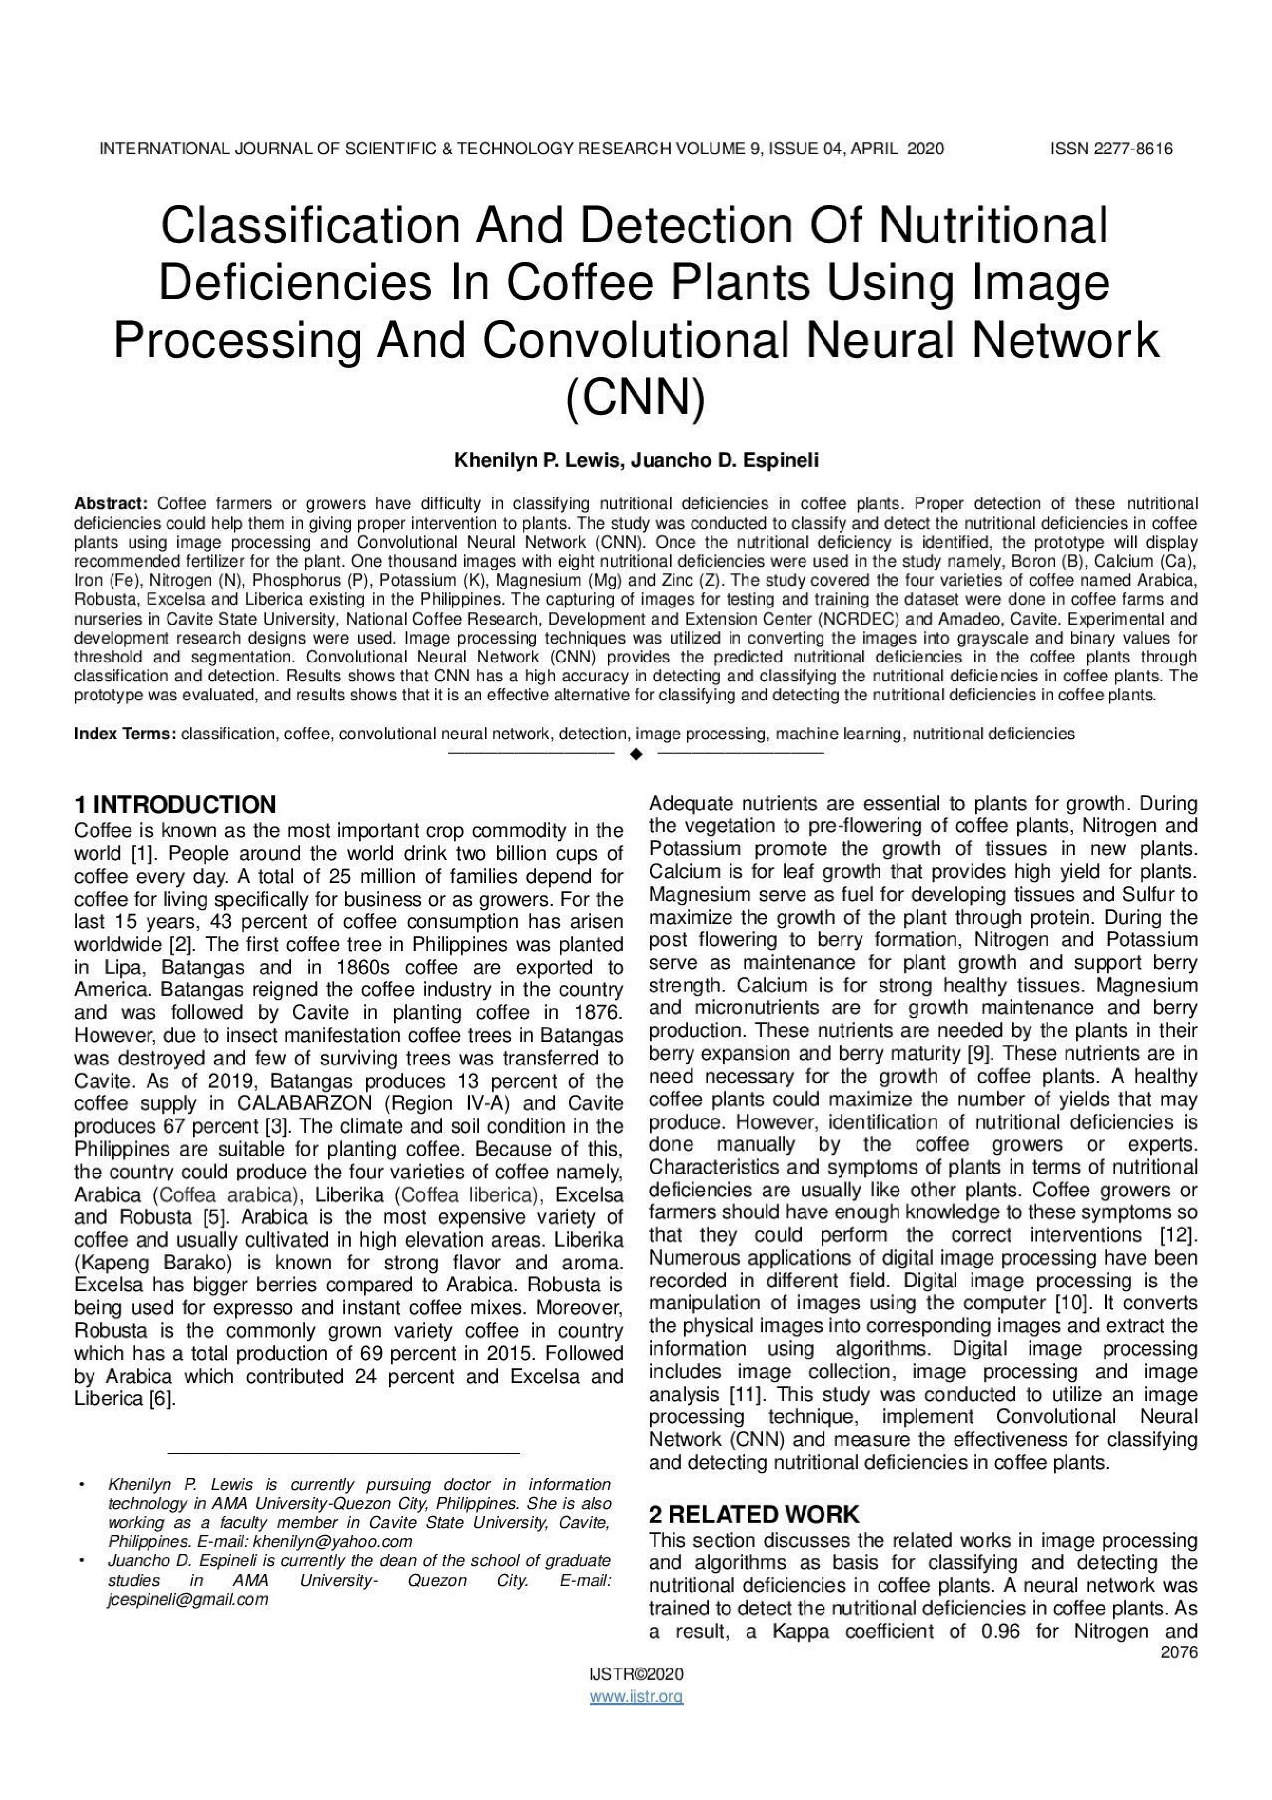 INTERNATIONAL JOURNAL OF SCIENTIFIC & TECHNOLOGY RESEARCH VOLUME 9, ISSUE 04, APRIL 2020 ISSN 2277-8616
Classification And Detection Of Nutritional
Deficiencies In Coffee Plants Using Image
Processing And Convolutional Neural Network
(CNN)
Khenilyn P. Lewis, Juancho D. Espineli
Abstract: Coffee farmers or growers have difficulty in classifying nutritional deficiencies in coffee plants. Proper detection of these nutritional
deficiencies could help them in giving proper intervention to plants. The study was conducted to classify and detect the nutritional deficiencies in coffee
plants using image processing and Convolutional Neural Network (CNN). Once the nutritional deficiency is identified, the prototype will display
recommended fertilizer for the plant. One thousand images with eight nutritional deficiencies were used in the study namely, Boron (B), Calcium (Ca),
Iron (Fe), Nitrogen (N), Phosphorus (P), Potassium (K), Magnesium (Mg) and Zinc (Z). The study covered the four varieties of coffee named Arabica,
Robusta, Excelsa and Liberica existing in the Philippines. The capturing of images for testing and training the dataset were done in coffee farms and
nurseries in Cavite State University, National Coffee Research, Development and Extension Center (NCRDEC) and Amadeo, Cavite. Experimental and
development research designs were used. Image processing techniques was utilized in converting the images into grayscale and binary values for
threshold and segmentation. Convolutional Neural Network (CNN) provides the predicted nutritional deficiencies in the coffee plants through
classification and detection. Results shows that CNN has a high accuracy in detecting and classifying the nutritional deficiencies in coffee plants. The
prototype was evaluated, and results shows that it is an effective alternative for classifying and detecting the nutritional deficiencies in coffee plants.
Index Terms: classification, coffee, convolutional neural network, detection, image processing, machine learning, nutritional deficiencies
1 INTRODUCTION
Coffee is known as the most important crop commodity in the
world [1]. People around the world drink two billion cups of
coffee every day. A total of 25 million of families depend for
coffee for living specifically for business or as growers. For the
last 15 years, 43 percent of coffee consumption has arisen
worldwide [2]. The first coffee tree in Philippines was planted
in Lipa, Batangas and in 1860s coffee are exported to
America. Batangas reigned the coffee industry in the country
and was followed by Cavite in planting coffee in 1876.
However, due to insect manifestation coffee trees in Batangas
was destroyed and few of surviving trees was transferred to
Cavite. As of 2019, Batangas produces 13 percent of the
coffee supply in CALABARZON (Region IV-A) and Cavite
produces 67 percent [3]. The climate and soil condition in the
Philippines are suitable for planting coffee. Because of this,
the country could produce the four varieties of coffee namely,
Arabica (Coffea arabica), Liberika (Coffea liberica), Excelsa
and Robusta [5]. Arabica is the most expensive variety of
coffee and usually cultivated in high elevation areas. Liberika
(Kapeng Barako) is known for strong flavor and aroma.
Excelsa has bigger berries compared to Arabica. Robusta is
being used for expresso and instant coffee mixes. Moreover,
Robusta is the commonly grown variety coffee in country
which has a total production of 69 percent in 2015. Followed
by Arabica which contributed 24 percent and Excelsa and
Liberica [6].
• Khenilyn P. Lewis is currently pursuing doctor in information
technology in AMA University-Quezon City, Philippines. She is also
working as a faculty member in Cavite State University, Cavite,
Philippines. E-mail: khenilyn@yahoo.com
• Juancho D. Espineli is currently the dean of the school of graduate
studies in AMA University- Quezon City. E-mail:
jcespineli@gmail.com
Adequate nutrients are essential to plants for growth. During
the vegetation to pre-flowering of coffee plants, Nitrogen and
Potassium promote the growth of tissues in new plants.
Calcium is for leaf growth that provides high yield for plants.
Magnesium serve as fuel for developing tissues and Sulfur to
maximize the growth of the plant through protein. During the
post flowering to berry formation, Nitrogen and Potassium
serve as maintenance for plant growth and support berry
strength. Calcium is for strong healthy tissues. Magnesium
and micronutrients are for growth maintenance and berry
production. These nutrients are needed by the plants in their
berry expansion and berry maturity [9]. These nutrients are in
need necessary for the growth of coffee plants. A healthy
coffee plants could maximize the number of yields that may
produce. However, identification of nutritional deficiencies is
done manually by the coffee growers or experts.
Characteristics and symptoms of plants in terms of nutritional
deficiencies are usually like other plants. Coffee growers or
farmers should have enough knowledge to these symptoms so
that they could perform the correct interventions [12].
Numerous applications of digital image processing have been
recorded in different field. Digital image processing is the
manipulation of images using the computer [10]. It converts
the physical images into corresponding images and extract the
information using algorithms. Digital image processing
includes image collection, image processing and image
analysis [11]. This study was conducted to utilize an image
processing technique, implement Convolutional Neural
Network (CNN) and measure the effectiveness for classifying
and detecting nutritional deficiencies in coffee plants.
2 RELATED WORK
This section discusses the related works in image processing
and algorithms as basis for classifying and detecting the
nutritional deficiencies in coffee plants. A neural network was
trained to detect the nutritional deficiencies in coffee plants. As
a result, a Kappa coefficient of 0.96 for Nitrogen and
2076
IJSTR©2020
www.ijstr.org